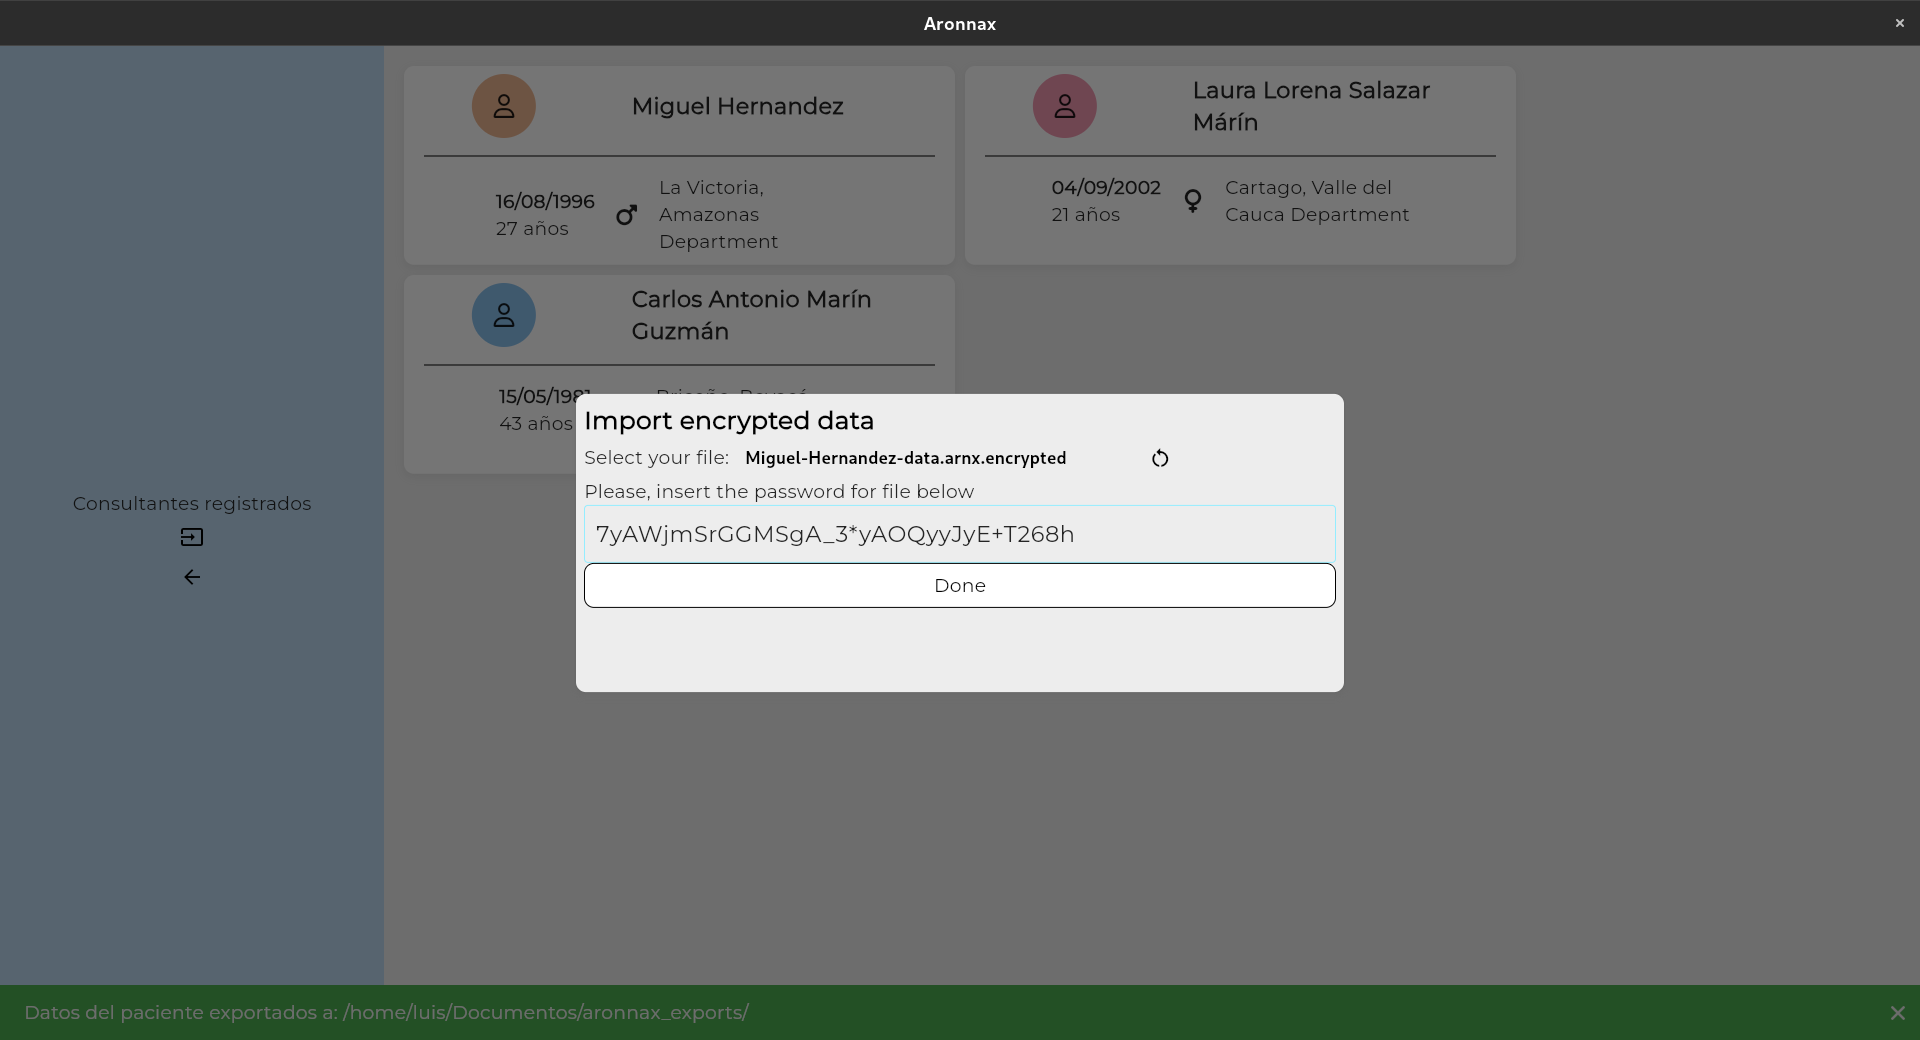 Aronnax
Miguel Hernandez
16/08/1996
27 años
La Victoria,
Amazonas
Department
Laura Lorena Salazar
Márín
04/09/2002
21 años
Cartago, Valle del
Cauca Department
Carlos Antonio Marín
Guzmán
15/05/1981
43 años
Consultantes registrados
Import encrypted data
Select your file: Miguel-Hernandez-data.arnx.encrypted
Please, insert the password for file below
7yAWjmSrGGMSgA_3*yAOQyyJyE+T268h
Done
Datos del paciente exportados a: /home/luis/Documentos/aronnax_exports/